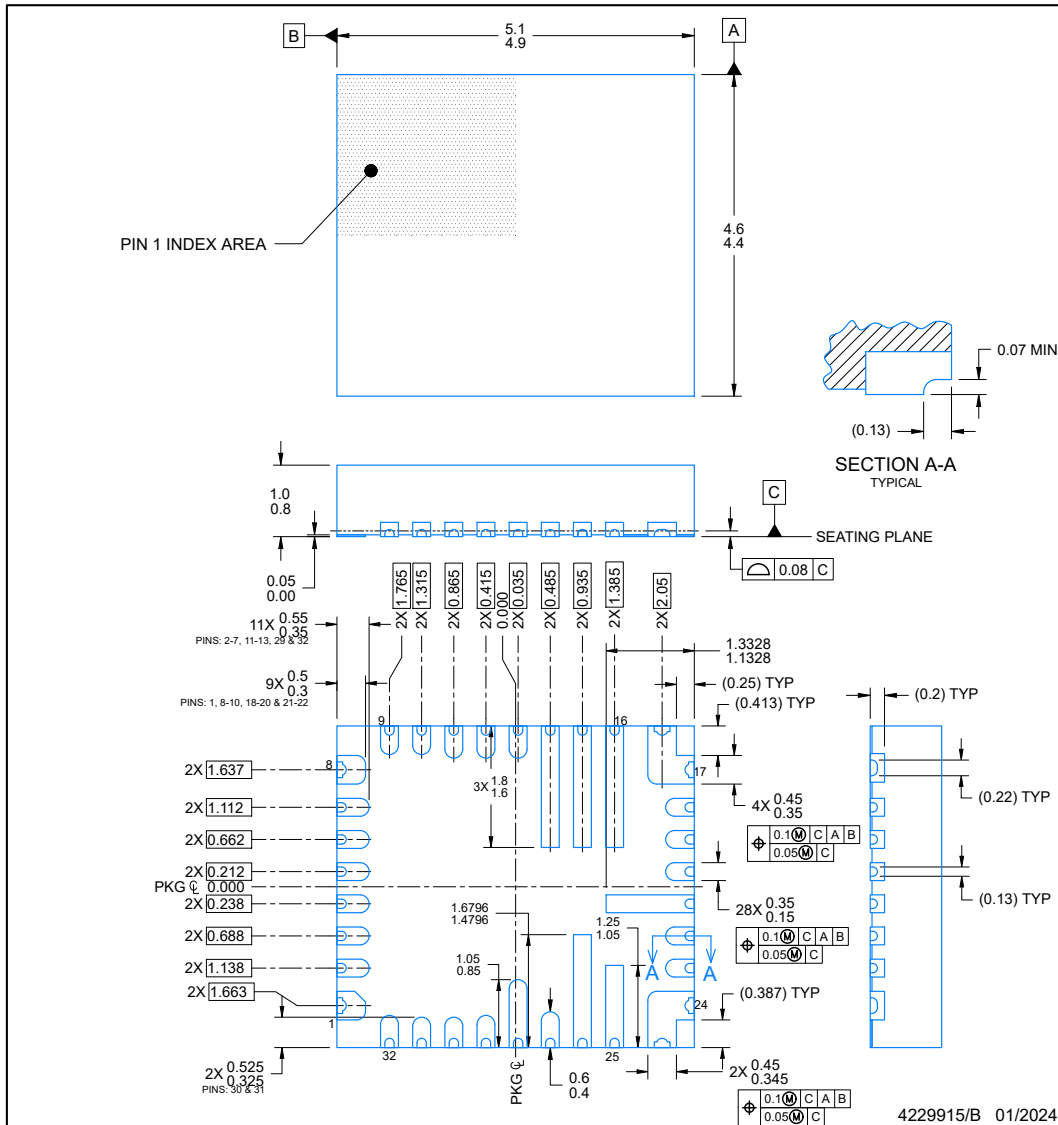 B
5.1
4.9
A
PIN 1 INDEX AREA
4.6
4.4
0.07 MIN
(0.13)
SECTION A-A
TYPICAL
1.0
0.8
C
SEATING PLANE
0.08 C
0.05
0.00
2X 1.765
2X 1.315
2X 0.865
2X 0.415
0.000
2X 0.035
2X 0.485
2X 0.935
2X 1.385
2X 2.05
11X 0.55
0.35
PINS: 2-7, 11-13, 29 & 32
9X 0.5
0.3
PINS: 1, 8-10, 18-20 & 21-22
1.3328
1.1328
(0.25) TYP
(0.413) TYP
(0.2) TYP
9
16
8
17
2X 1.637
2X 1.112
2X 0.662
2X 0.212
PKG ℄ 0.000
2X 0.238
2X 0.688
2X 1.138
2X 1.663
3X 1.8
1.6
4X 0.45
0.35
⌖ 0.1Ⓜ C A B
0.05Ⓜ C
(0.22) TYP
(0.13) TYP
28X 0.35
0.15
⌖ 0.1Ⓜ C A B
0.05Ⓜ C
1.6796
1.4796
1.25
1.05
1.05
0.85
A A
(0.387) TYP
1
24
32
25
2X 0.525
0.325
PINS: 30 & 31
PKG ℄
0.6
0.4
2X 0.45
0.345
⌖ 0.1Ⓜ C A B
0.05Ⓜ C
4229915/B 01/2024